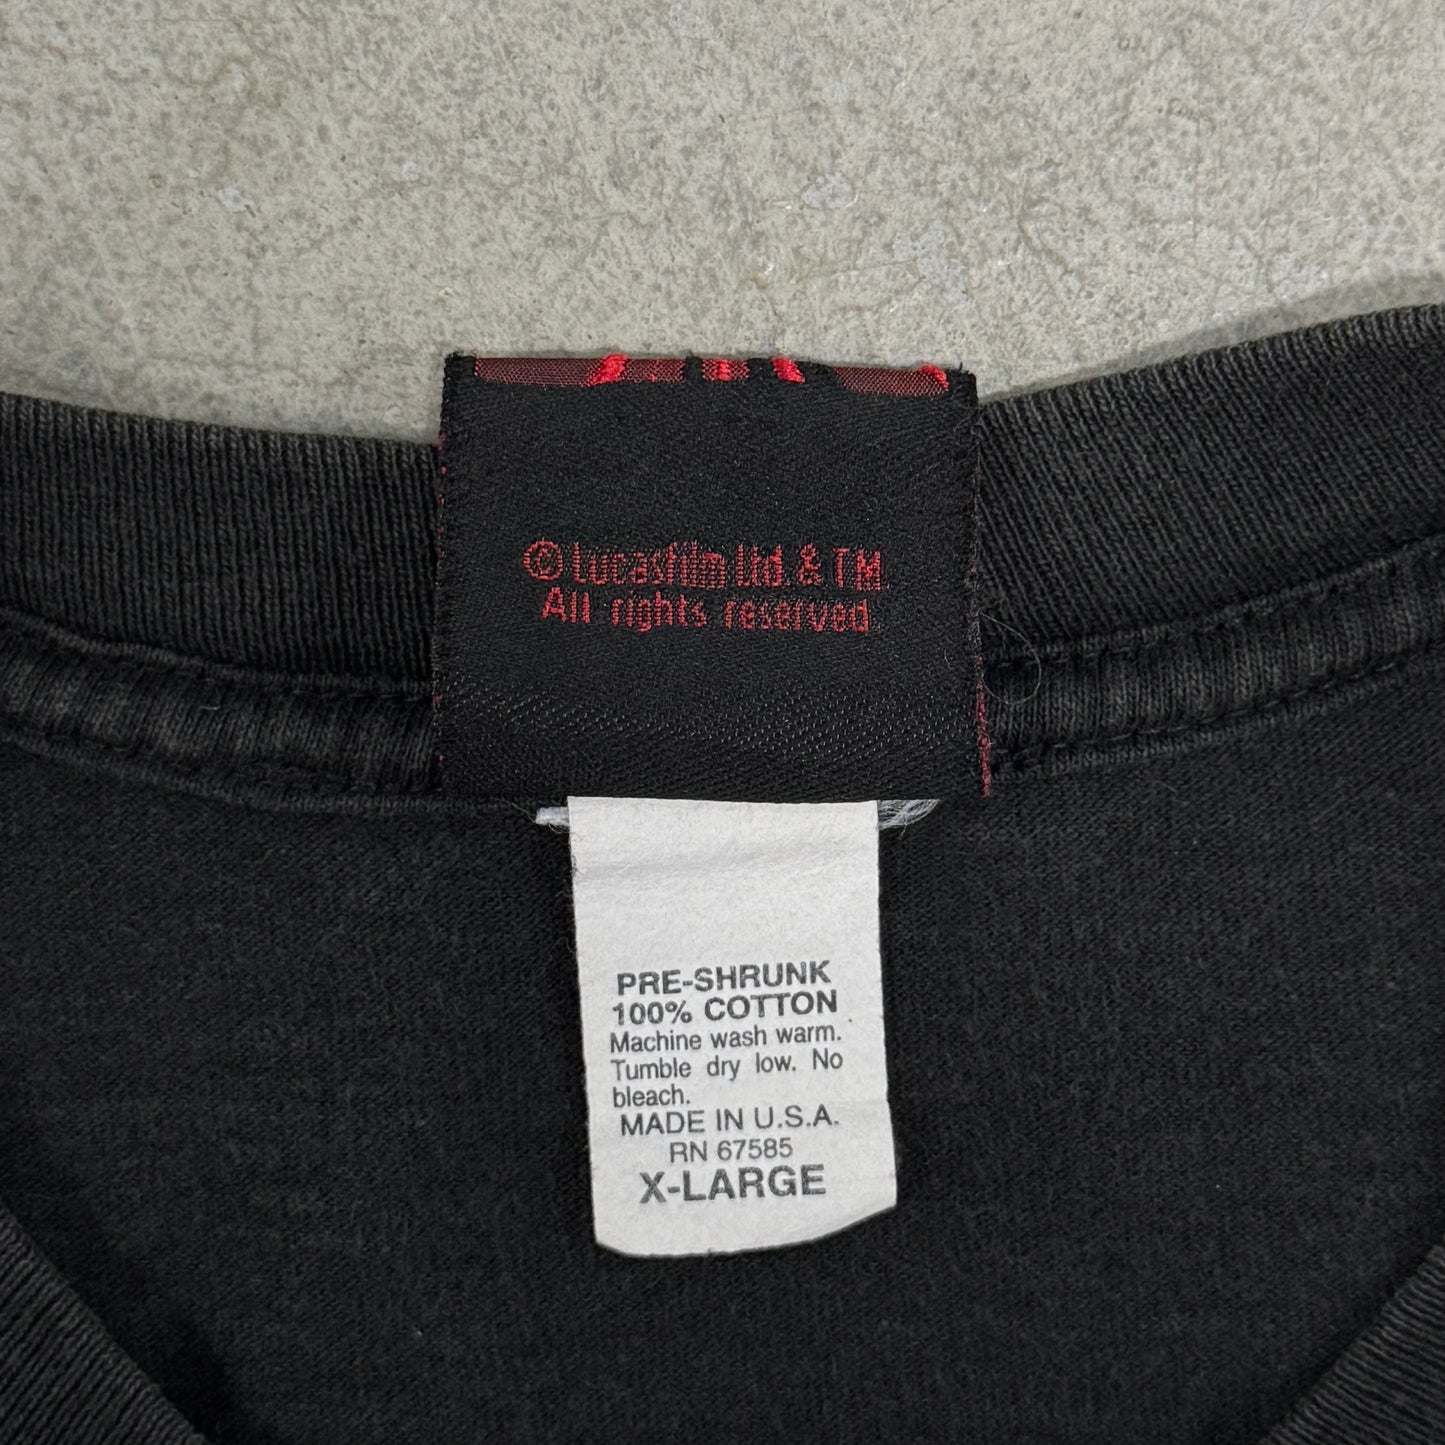 © Lucasfilm Ltd. & TM
All rights reserved
PRE-SHRUNK
100% COTTON
Machine wash warm.
Tumble dry low. No
bleach.
MADE IN U.S.A.
RN 67585
X-LARGE